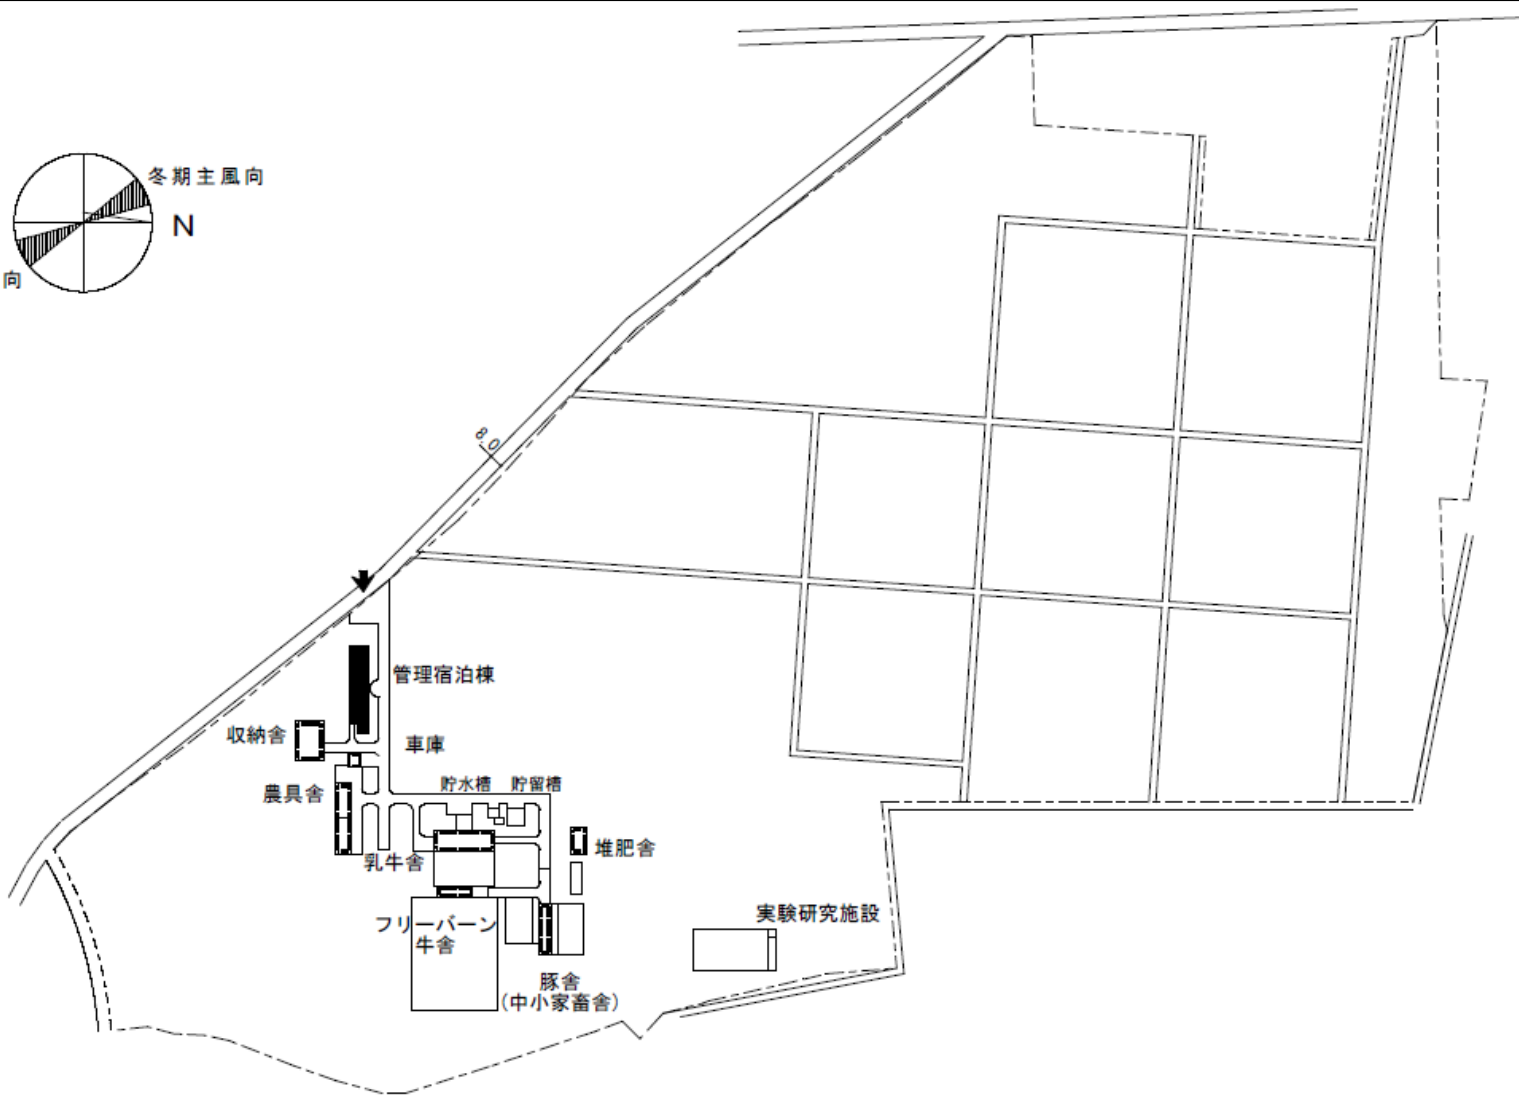 冬期主風向
N
向
8.0
管理宿泊棟
収納舎
車庫
農具舎
貯水槽
貯留槽
乳牛舎
堆肥舎
フリーバーン
牛舎
実験研究施設
豚舎
(中小家畜舎)